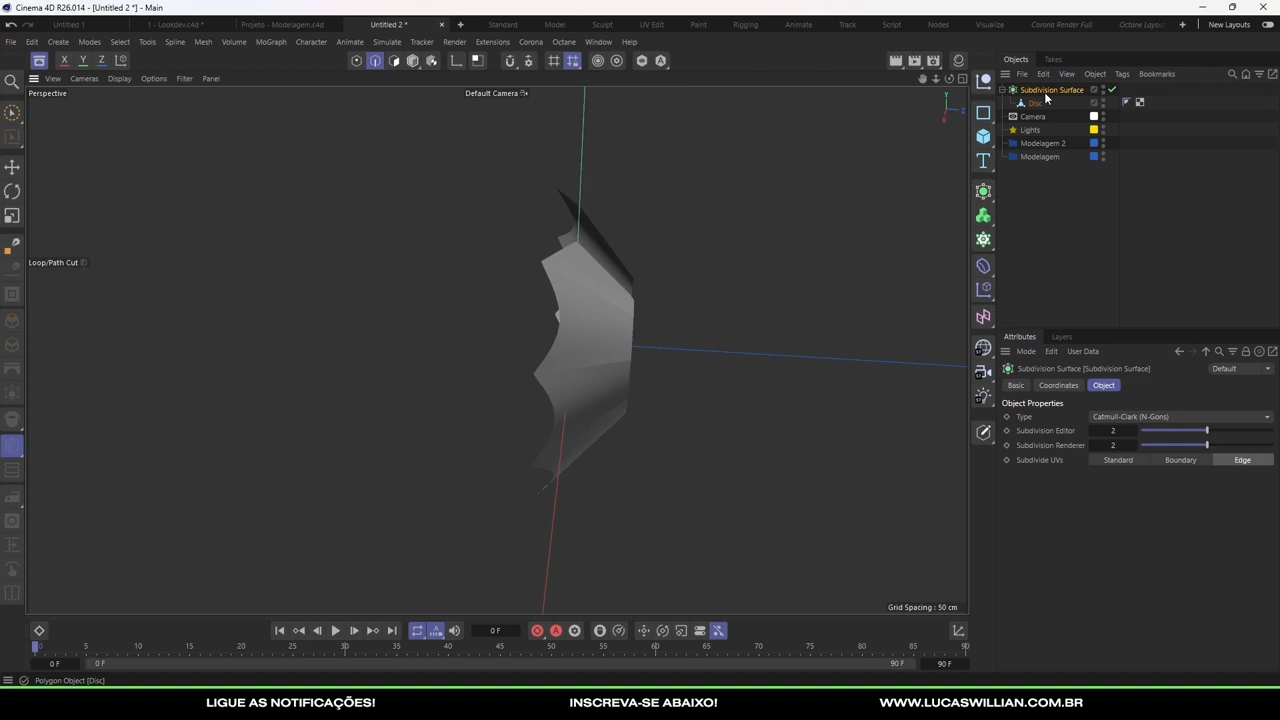 Cinema 4D R26.014 - [Untitled 2 *] - Main
Untitled 1
1 - Lookdev.c4d *
Projeto - Modelagem.c4d
Untitled 2 *
Standard
Model
Sculpt
UV Edit
Paint
Rigging
Animate
Track
Script
Nodes
Visualize
Corona Render Full
Octane Layou
New Layouts
File Edit Create Modes Select Tools Spline Mesh Volume MoGraph Character Animate Simulate Tracker Render Extensions Corona Octane Window Help
X Y Z
Objects Takes
View Cameras Display Options Filter Panel
File Edit View Object Tags Bookmarks
Perspective
Default Camera
Y
Z
X
Subdivision Surface
Disc
Camera
Lights
Modelagem 2
Modelagem
Loop/Path Cut
Attributes Layers
Mode Edit User Data
Subdivision Surface [Subdivision Surface]
Default
Basic Coordinates Object
Object Properties
Type Catmull-Clark (N-Gons)
Subdivision Editor 2
Subdivision Renderer 2
Subdivide UVs Standard Boundary Edge
Grid Spacing : 50 cm
0 F
0 5 10 15 20 25 30 35 40 45 50 55 60 65 70 75 80 85 90
0 F 0 F 90 F 90 F
Polygon Object [Disc]
LIGUE AS NOTIFICAÇÕES! INSCREVA-SE ABAIXO! WWW.LUCASWILLIAN.COM.BR